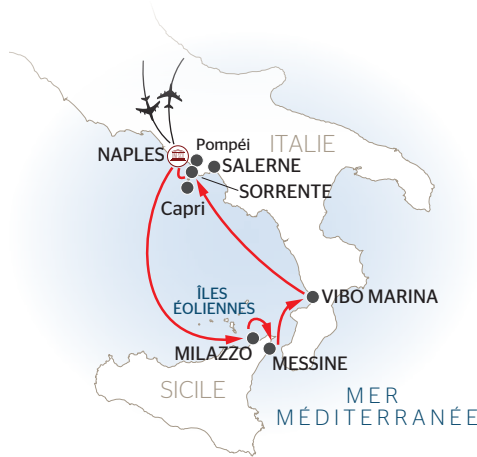 ITALIE
Pompéi
NAPLES
SALERNE
SORRENTE
Capri
ÎLES
ÉOLIENNES
VIBO MARINA
MILAZZO
MESSINE
SICILE
MER
MÉDITERRANÉE